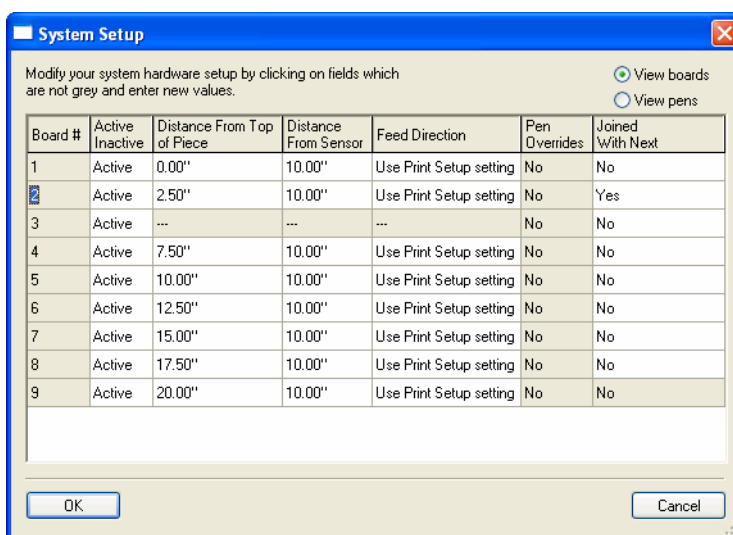 System Setup
Modify your system hardware setup by clicking on fields which
are not grey and enter new values.
View boards
View pens
Board # Active Inactive Distance From Top of Piece Distance From Sensor Feed Direction Pen Overrides Joined With Next
1 Active 0.00" 10.00" Use Print Setup setting No No
2 Active 2.50" 10.00" Use Print Setup setting No Yes
3 Active --- --- --- No No
4 Active 7.50" 10.00" Use Print Setup setting No No
5 Active 10.00" 10.00" Use Print Setup setting No No
6 Active 12.50" 10.00" Use Print Setup setting No No
7 Active 15.00" 10.00" Use Print Setup setting No No
8 Active 17.50" 10.00" Use Print Setup setting No No
9 Active 20.00" 10.00" Use Print Setup setting No No
OK Cancel